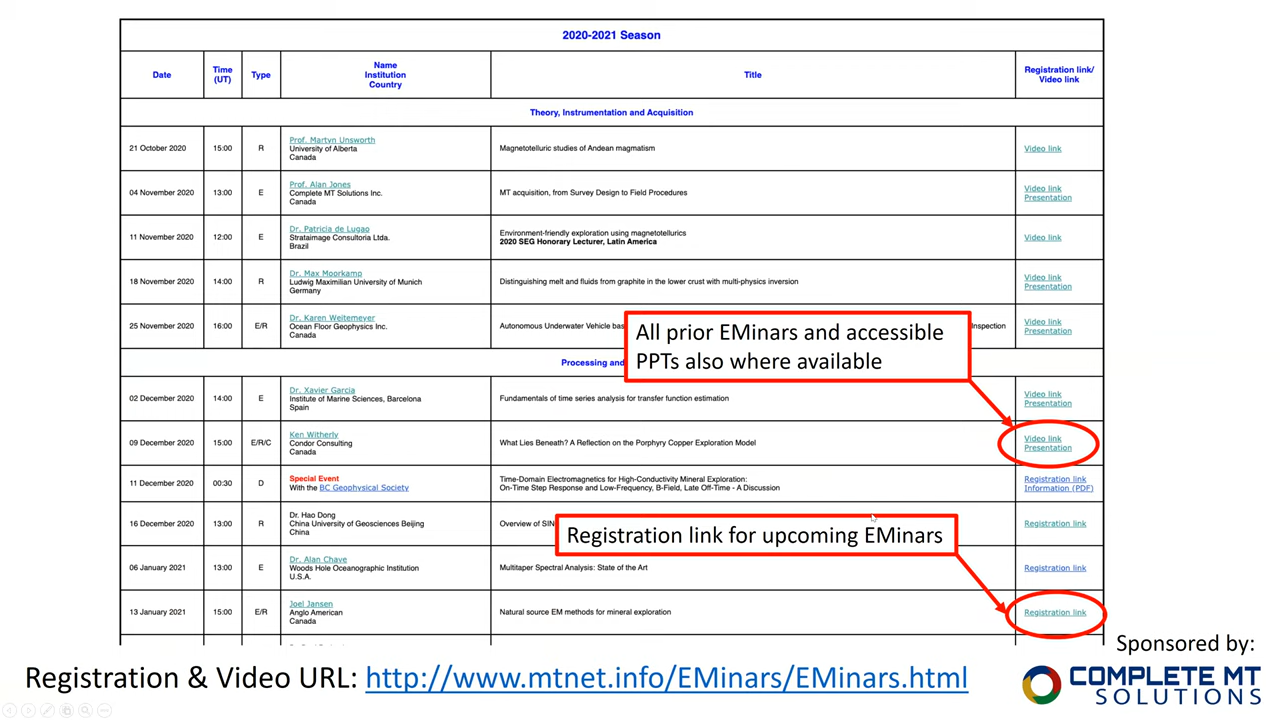 2020-2021 Season
Date
Time
(UT)
Type
Name
Institution
Country
Title
Registration link/
Video link
Theory, Instrumentation and Acquisition
21 October 2020
15:00
R
Prof. Martyn Unsworth
University of Alberta
Canada
Magnetotelluric studies of Andean magmatism
Video link
04 November 2020
13:00
E
Prof. Alan Jones
Complete MT Solutions Inc.
Canada
MT acquisition, from Survey Design to Field Procedures
Video link
Presentation
11 November 2020
12:00
E
Dr. Patricia de Lugao
Strataimage Consultoria Ltda.
Brazil
Environment-friendly exploration using magnetotellurics
2020 SEG Honorary Lecturer, Latin America
Video link
18 November 2020
14:00
R
Dr. Max Moorkamp
Ludwig Maximilian University of Munich
Germany
Distinguishing melt and fluids from graphite in the lower crust with multi-physics inversion
Video link
Presentation
25 November 2020
16:00
E/R
Dr. Karen Weitemeyer
Ocean Floor Geophysics Inc.
Canada
Autonomous Underwater Vehicle bas
Inspection
Video link
Presentation
All prior EMinars and accessible
PPTs also where available
Processing and
02 December 2020
14:00
E
Dr. Xavier Garcia
Institute of Marine Sciences, Barcelona
Spain
Fundamentals of time series analysis for transfer function estimation
Video link
Presentation
09 December 2020
15:00
E/R/C
Ken Witherly
Condor Consulting
Canada
What Lies Beneath? A Reflection on the Porphyry Copper Exploration Model
Video link
Presentation
11 December 2020
00:30
D
Special Event
With the BC Geophysical Society
Time-Domain Electromagnetics for High-Conductivity Mineral Exploration:
On-Time Step Response and Low-Frequency, B-Field, Late Off-Time - A Discussion
Registration link
Information (PDF)
16 December 2020
13:00
R
Dr. Hao Dong
China University of Geosciences Beijing
China
Overview of SIN
Registration link
Registration link for upcoming EMinars
06 January 2021
13:00
E
Dr. Alan Chave
Woods Hole Oceanographic Institution
U.S.A.
Multitaper Spectral Analysis: State of the Art
Registration link
13 January 2021
15:00
E/R
Joel Jansen
Anglo American
Canada
Natural source EM methods for mineral exploration
Registration link
Registration & Video URL: http://www.mtnet.info/EMinars/EMinars.html
Sponsored by:
COMPLETE MT
SOLUTIONS